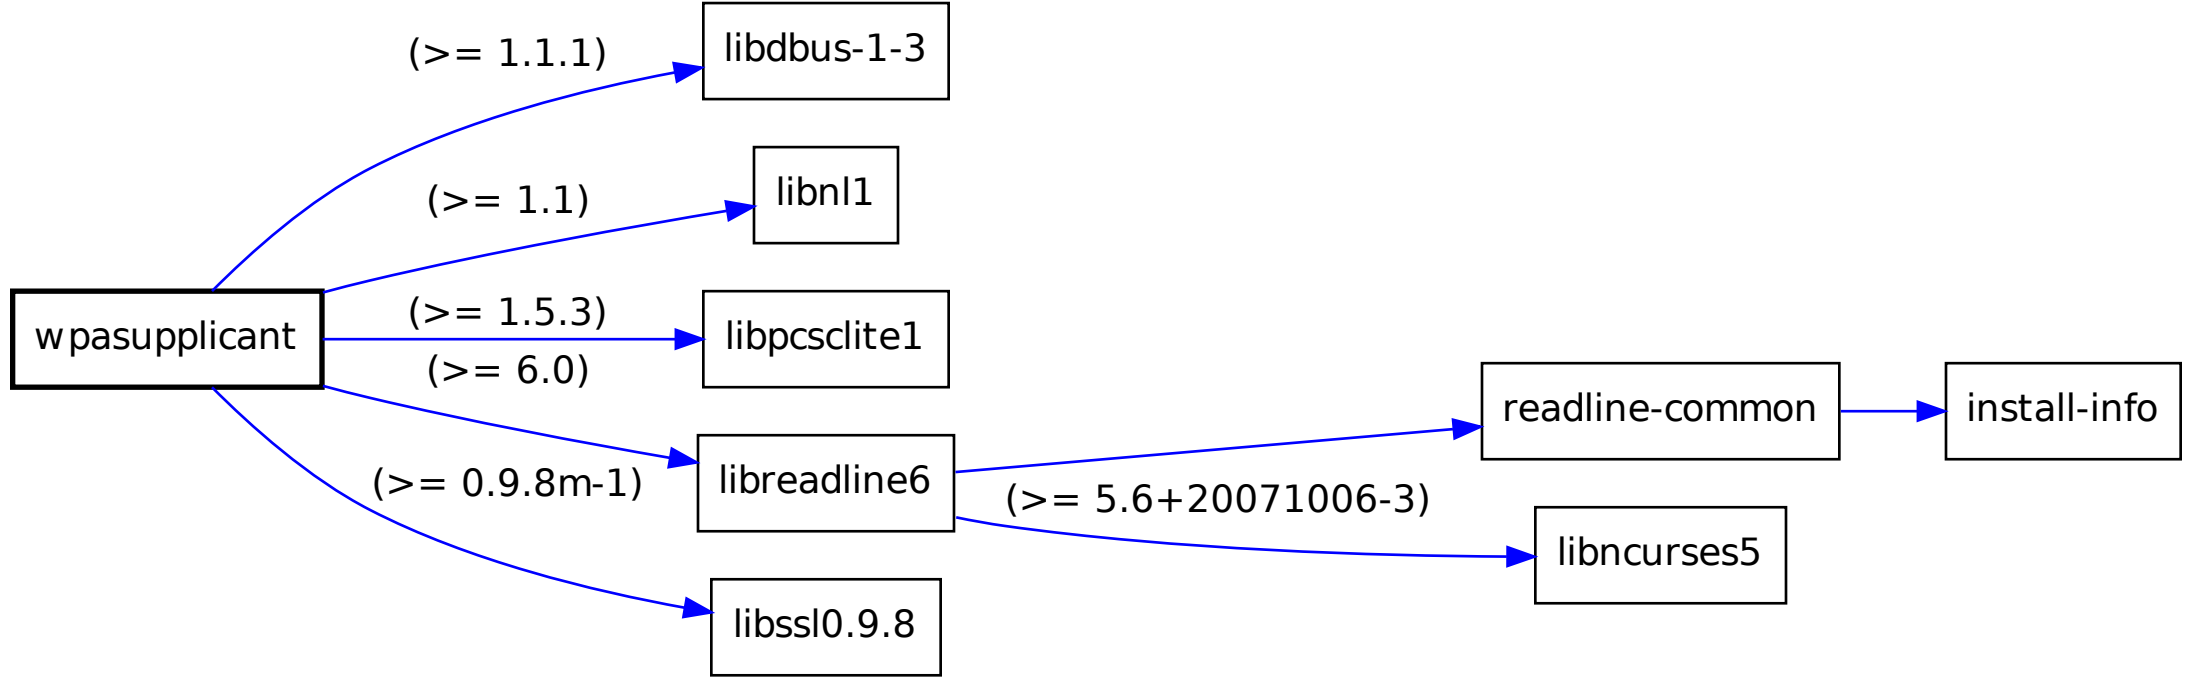 (>= 1.1.1)
libdbus-1-3
(>= 1.1)
libnl1
wpasupplicant
(>= 1.5.3)
libpcsclite1
(>= 6.0)
libreadline6
readline-common
install-info
(>= 0.9.8m-1)
(>= 5.6+20071006-3)
libncurses5
libssl0.9.8